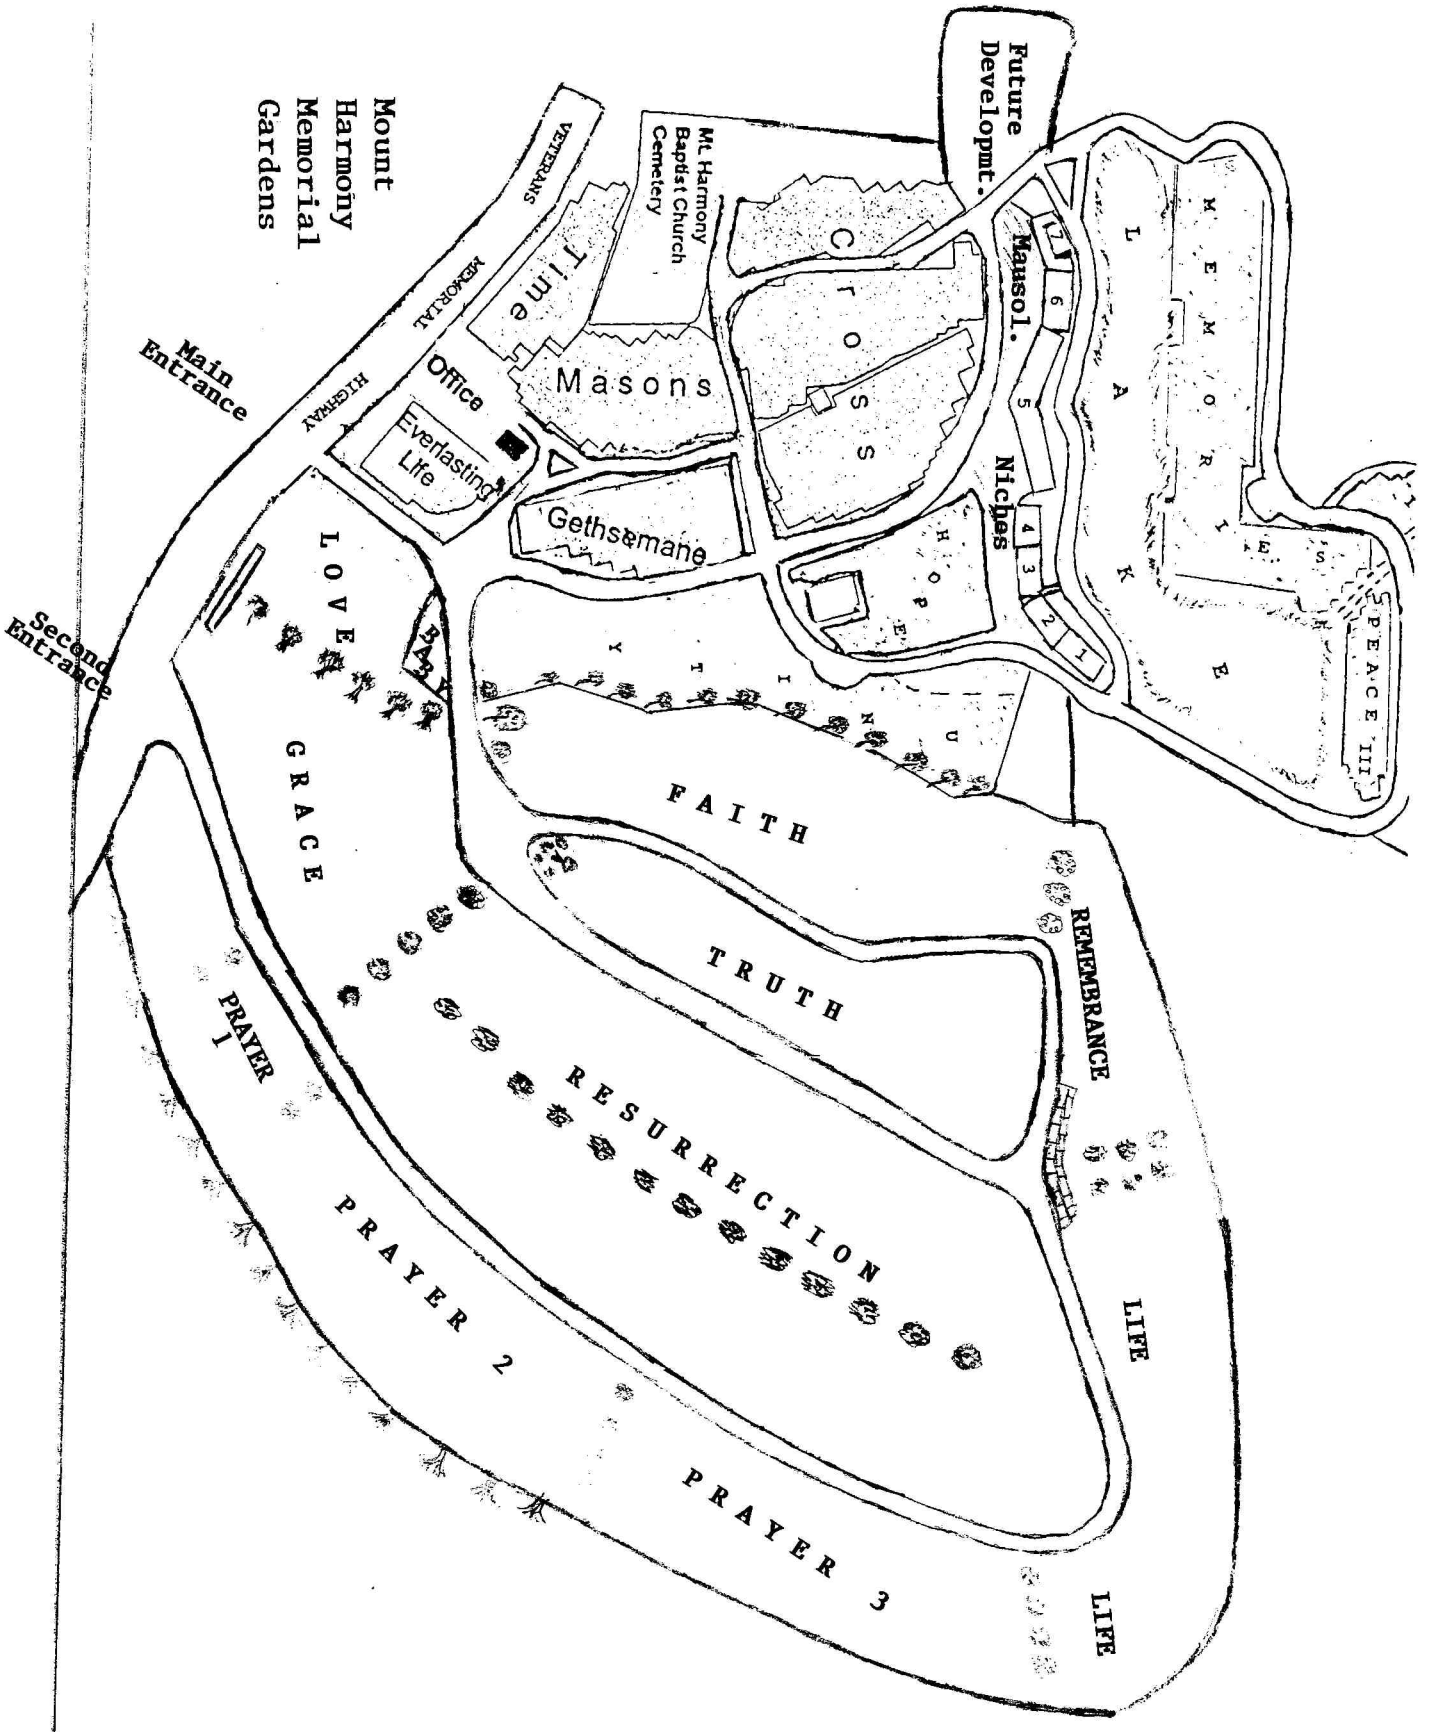 Mount
Harmony
Memorial
Gardens
Future
Developmt.
Mt. Harmony
Baptist Church
Cemetery
VETERANS
MEMORIAL
HIGHWAY
Main
Entrance
Second
Entrance
Time
Masons
Office
Everlasting
Life
Gethsemane
Cross
Mausol.
Niches
7
6
5
4
3
2
1
LAKE
MEMORIES
PEACE III
HOPE
UNITY
LOVE
BABY
GRACE
FAITH
TRUTH
REMEMBRANCE
RESURRECTION
LIFE
LIFE
PRAYER
1
PRAYER 2
PRAYER 3